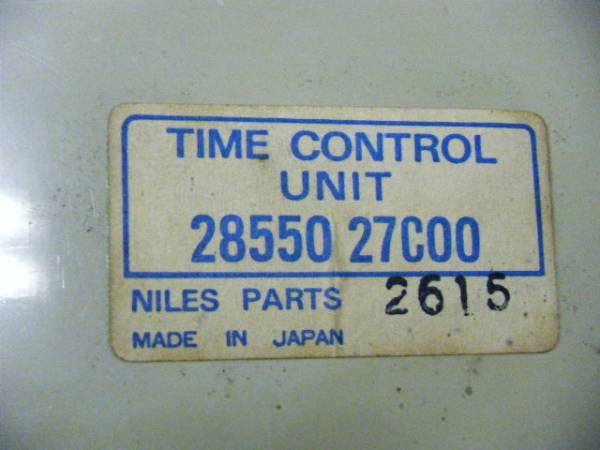 TIME CONTROL
UNIT
28550 27C00
NILES PARTS 2615
MADE IN JAPAN